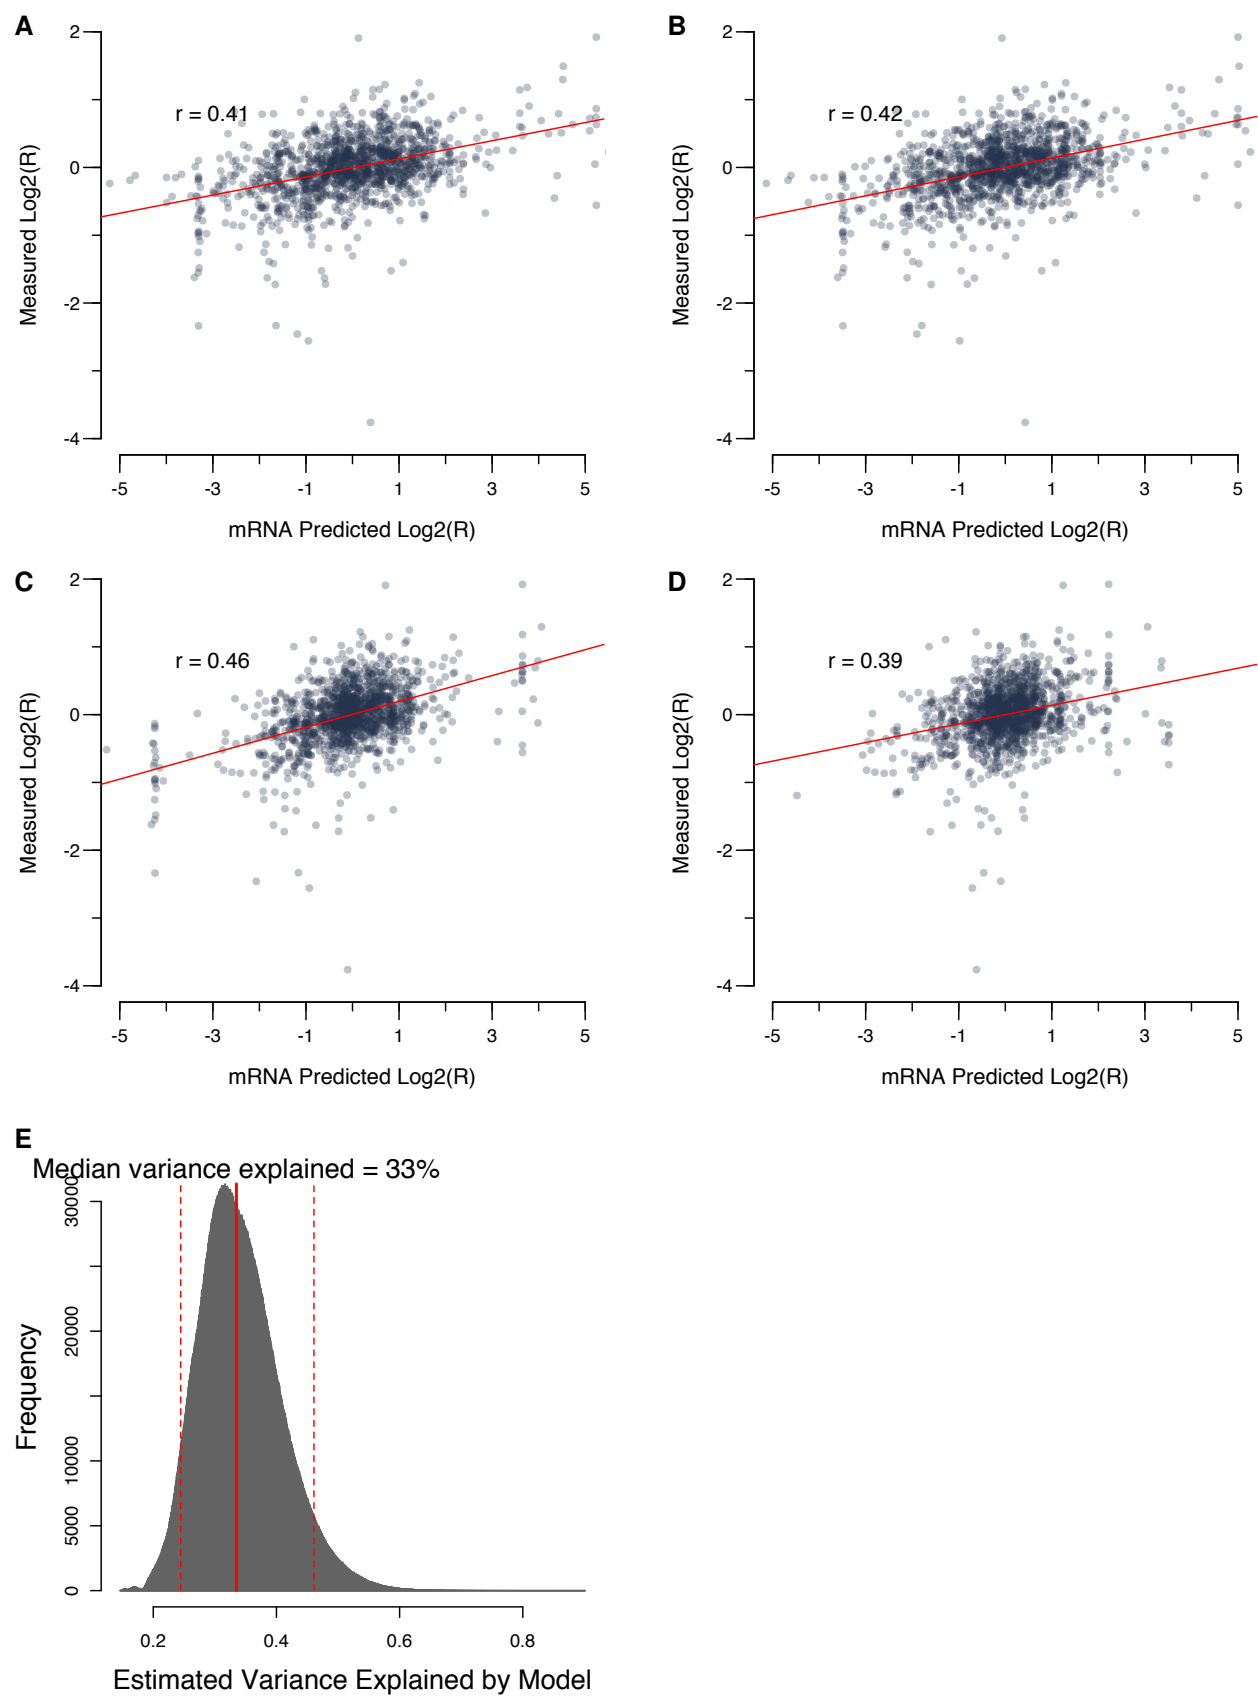 A
2
0
-2
-4
Measured Log2(R)
r = 0.41
-5 -3 -1 1 3 5
mRNA Predicted Log2(R)
B
2
0
-2
-4
Measured Log2(R)
r = 0.42
-5 -3 -1 1 3 5
mRNA Predicted Log2(R)
C
2
0
-2
-4
Measured Log2(R)
r = 0.46
-5 -3 -1 1 3 5
mRNA Predicted Log2(R)
D
2
0
-2
-4
Measured Log2(R)
r = 0.39
-5 -3 -1 1 3 5
mRNA Predicted Log2(R)
E
Median variance explained = 33%
30000
20000
10000
5000
0
Frequency
0.2 0.4 0.6 0.8
Estimated Variance Explained by Model